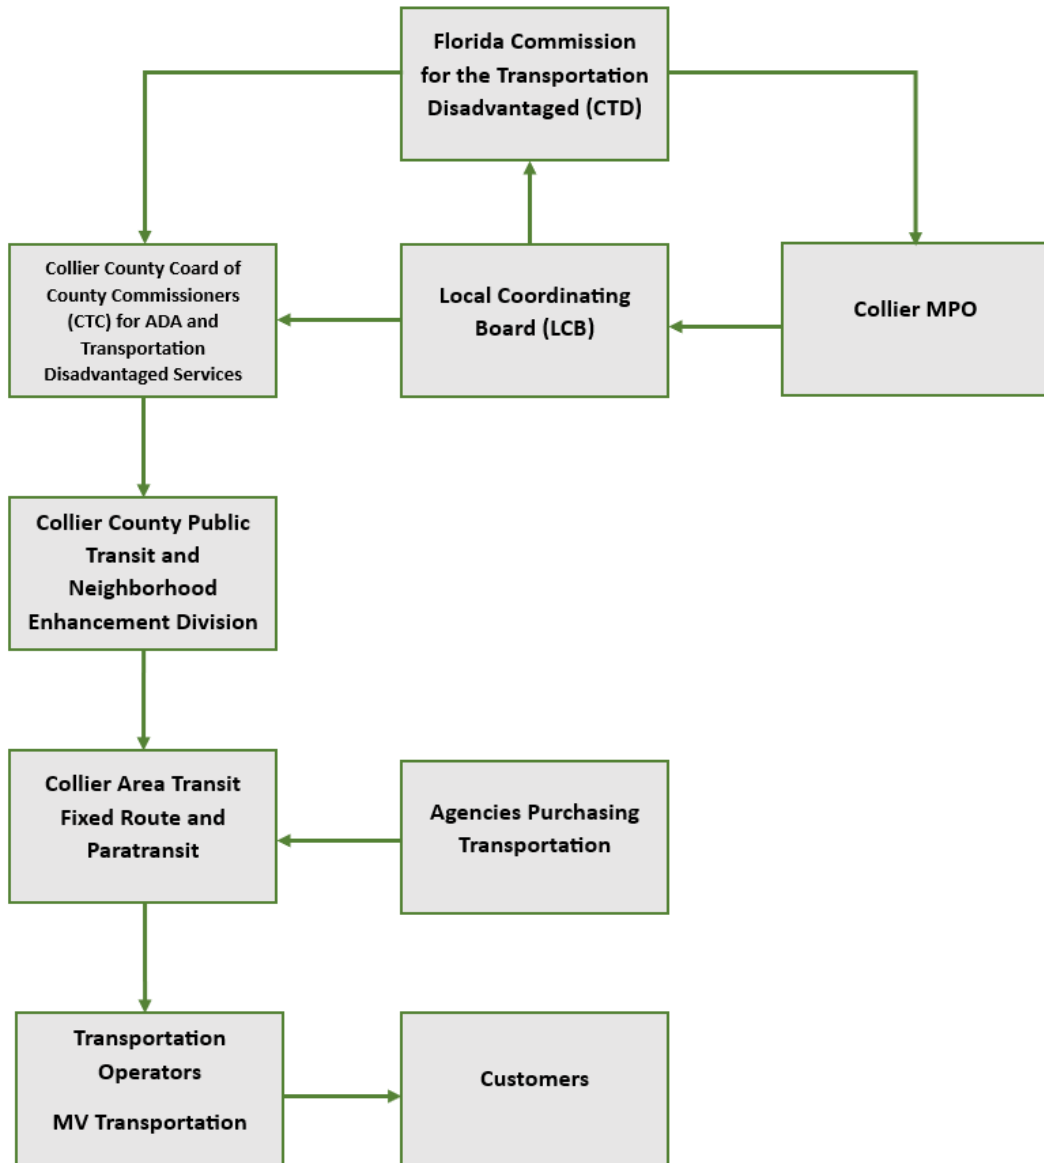 Florida Commission
for the Transportation
Disadvantaged (CTD)
Collier County Coard of
County Commissioners
(CTC) for ADA and
Transportation
Disadvantaged Services
Local Coordinating
Board (LCB)
Collier MPO
Collier County Public
Transit and
Neighborhood
Enhancement Division
Collier Area Transit
Fixed Route and
Paratransit
Agencies Purchasing
Transportation
Transportation
Operators
MV Transportation
Customers